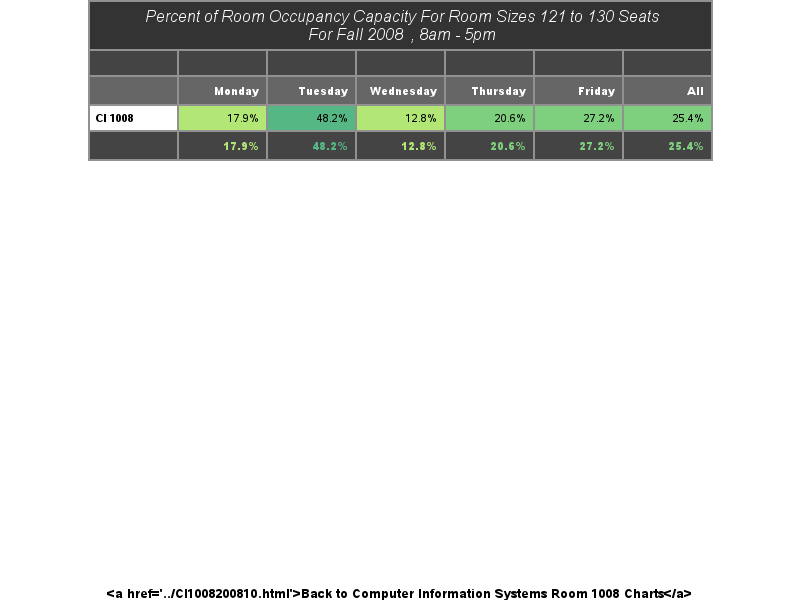 Percent of Room Occupancy Capacity For Room Sizes 121 to 130 Seats
For Fall 2008 , 8am - 5pm
Monday Tuesday Wednesday Thursday Friday All
CI 1008 17.9% 48.2% 12.8% 20.6% 27.2% 25.4%
17.9% 48.2% 12.8% 20.6% 27.2% 25.4%
<a href='../CI1008200810.html'>Back to Computer Information Systems Room 1008 Charts</a>